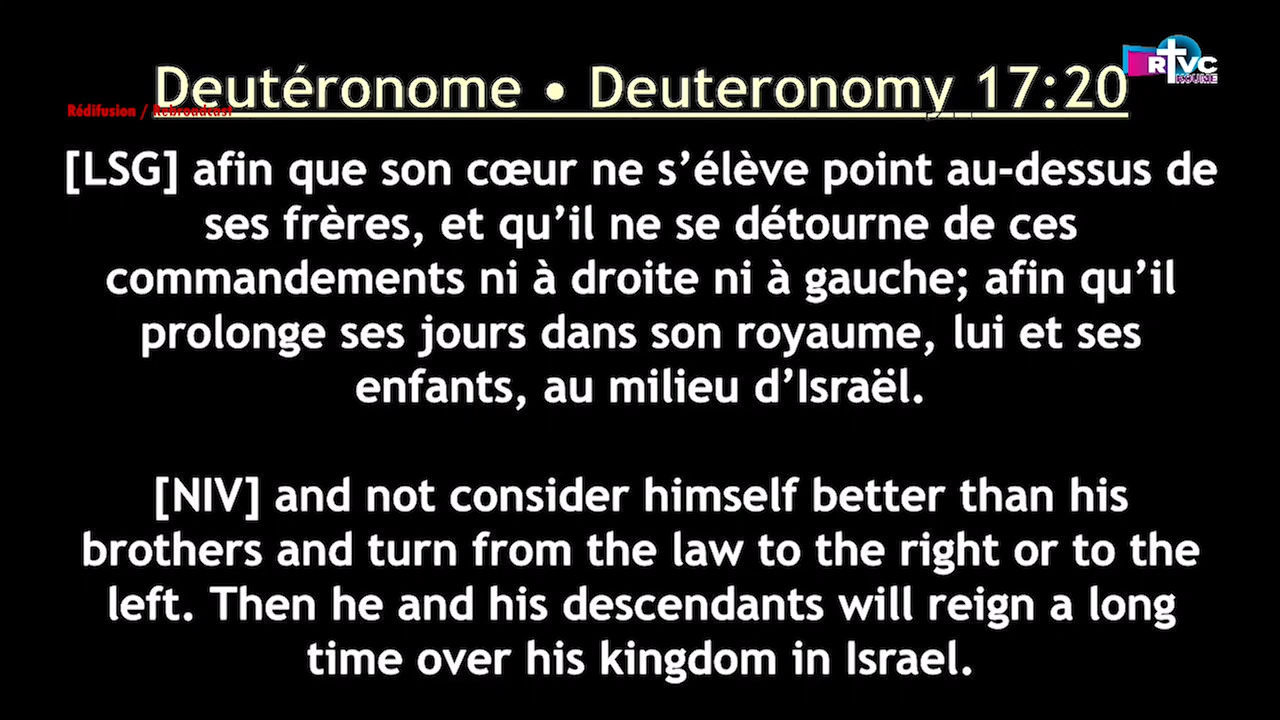 Deutéronome • Deuteronomy 17:20
RTVC
Rédifusion / Rebroadcast
[LSG] afin que son cœur ne s’élève point au-dessus de
ses frères, et qu’il ne se détourne de ces
commandements ni à droite ni à gauche; afin qu’il
prolonge ses jours dans son royaume, lui et ses
enfants, au milieu d’Israël.
[NIV] and not consider himself better than his
brothers and turn from the law to the right or to the
left. Then he and his descendants will reign a long
time over his kingdom in Israel.